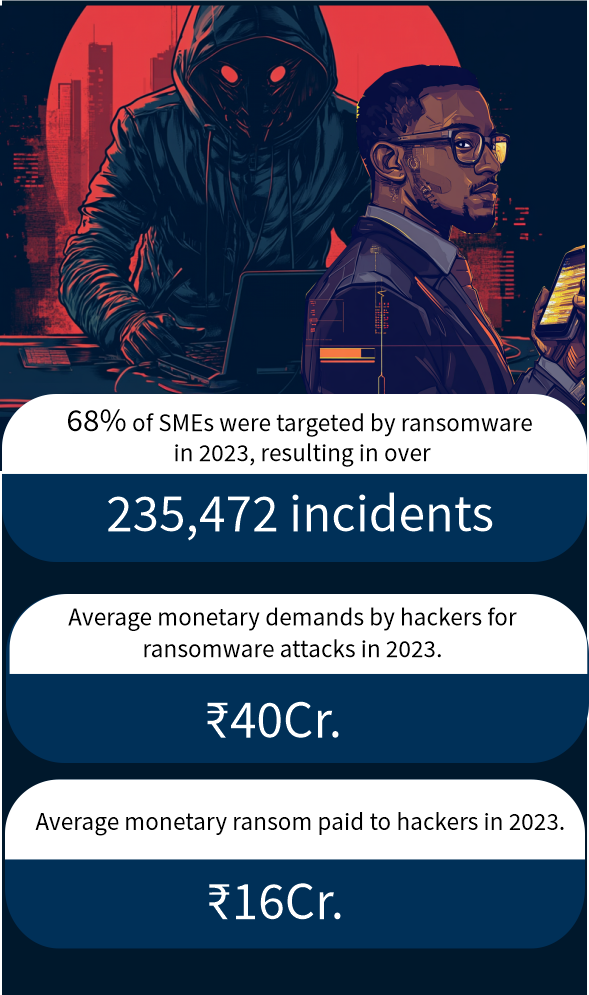 68% of SMEs were targeted by ransomware
in 2023, resulting in over
235,472 incidents
Average monetary demands by hackers for
ransomware attacks in 2023.
₹40Cr.
Average monetary ransom paid to hackers in 2023.
₹16Cr.